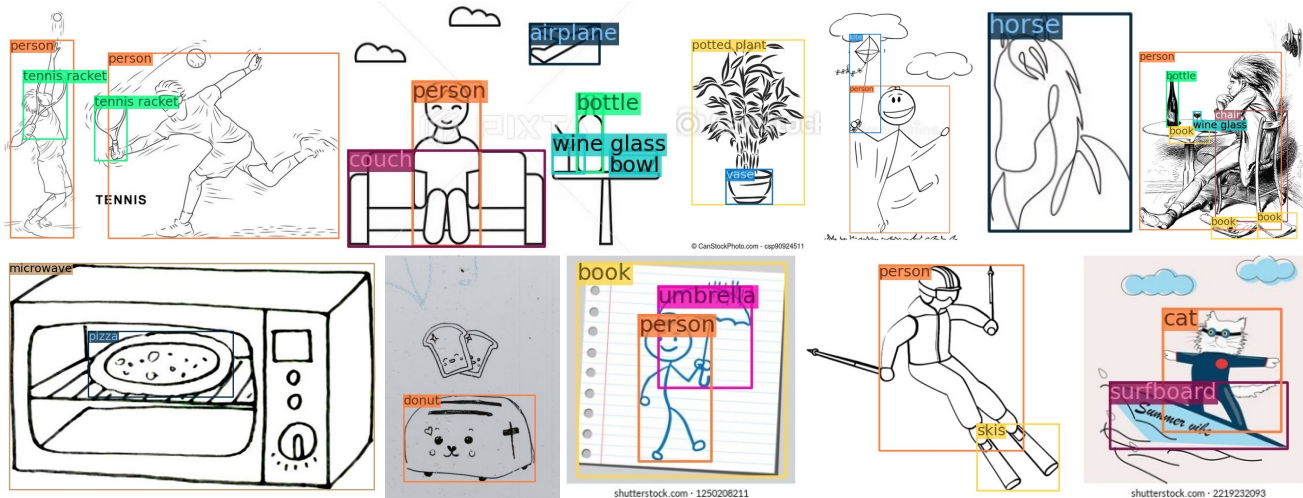 person
tennis racket
person
tennis racket
TENNIS
airplane
person
couch
bottle
wine glass
bowl
potted plant
vase
© CanStockPhoto.com - csp90924511
kite
person
horse
person
bottle
chair
wine glass
book
book
book
microwave
pizza
donut
book
umbrella
person
shutterstock.com · 1250208211
person
skis
cat
surfboard
Summer vibe
shutterstock.com · 2219232093